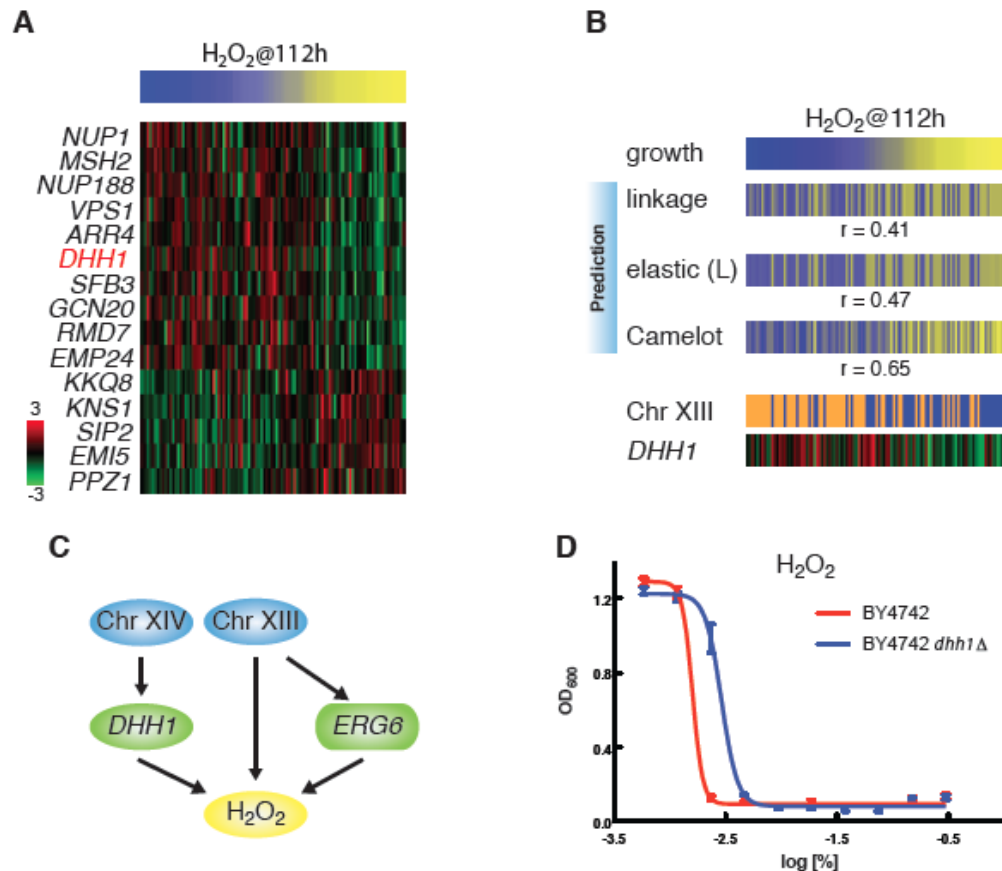 A
H₂O₂@112h
NUP1
MSH2
NUP188
VPS1
ARR4
DHH1
SFB3
GCN20
RMD7
EMP24
KKQ8
KNS1
SIP2
EMI5
PPZ1
3
-3
B
H₂O₂@112h
growth
Prediction
linkage
r = 0.41
elastic (L)
r = 0.47
Camelot
r = 0.65
Chr XIII
DHH1
C
Chr XIV
Chr XIII
DHH1
ERG6
H₂O₂
D
H₂O₂
BY4742
BY4742 dhh1Δ
OD₆₀₀
1.2
0.8
0.4
0.0
-3.5
-2.5
-1.5
-0.5
log [%]